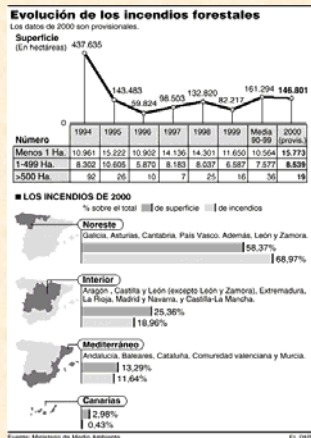 Evolución de los incendios forestales
Los datos de 2000 son provisionales.
Superficie
(En hectáreas)
437.635
143.483
59.824
98.503
132.820
82.217
161.294
146.801
0
Número 1994 1995 1996 1997 1998 1999 Media 90-99 2000 (provis.)
Menos 1 Ha. 10.961 15.222 10.902 14.136 14.301 11.650 10.564 15.773
1-499 Ha. 8.302 10.605 5.870 8.183 8.037 6.587 7.577 8.539
>500 Ha. 92 26 10 7 25 16 36 19
LOS INCENDIOS DE 2000
% sobre el total de superficie de incendios
Noreste
Galicia, Asturias, Cantabria, País Vasco. Además, León y Zamora.
58,37%
68,97%
Interior
Aragón , Castilla y León (excepto León y Zamora), Extremadura,
La Rioja, Madrid y Navarra, y Castilla-La Mancha.
25,36%
18,96%
Mediterráneo
Andalucía, Baleares, Cataluña, Comunidad valenciana y Murcia.
13,29%
11,64%
Canarias
2,98%
0,43%
Fuente: Ministerio de Medio Ambiente
EL PAIS